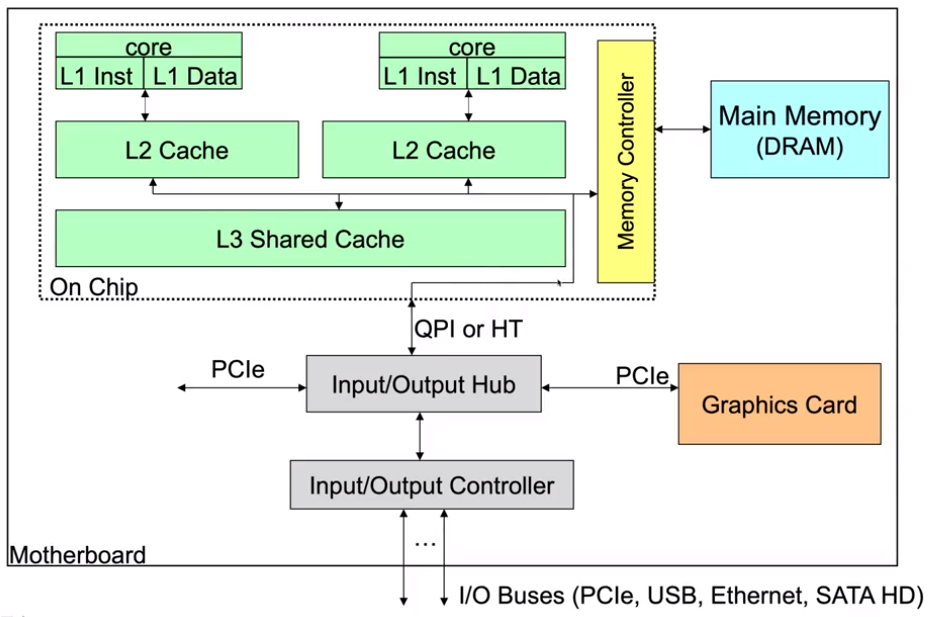 core
core
L1 Inst
L1 Data
L1 Inst
L1 Data
Memory Controller
Main Memory
(DRAM)
L2 Cache
L2 Cache
L3 Shared Cache
On Chip
QPI or HT
PCIe
Input/Output Hub
PCIe
Graphics Card
Input/Output Controller
...
Motherboard
I/O Buses (PCIe, USB, Ethernet, SATA HD)